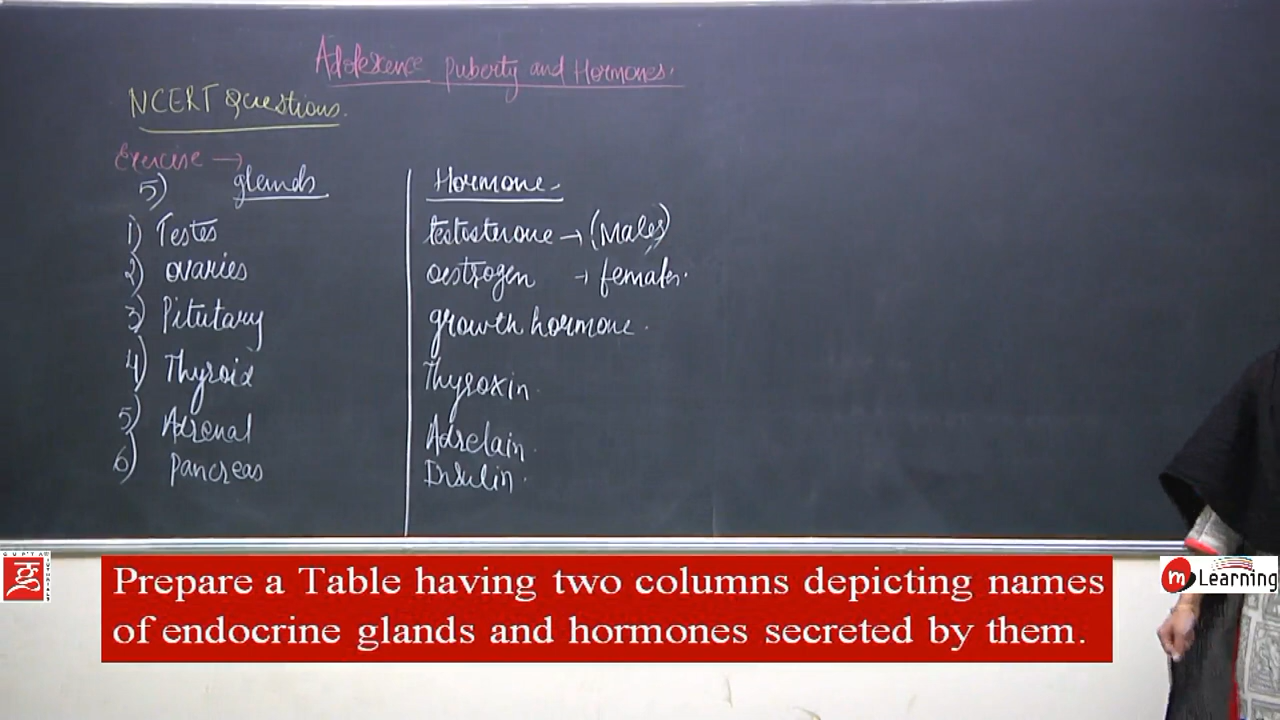 Adolescence puberty and Hormones.
NCERT Questions.
Exercise →
5) glands
Hormone
1) Testes
testosterone → (Males)
2) ovaries
oestrogen → females.
3) Pitutary
growth hormone.
4) Thyroid
Thyroxin.
5) Adrenal
Adrelain.
6) Pancreas
Insulin.
Prepare a Table having two columns depicting names
of endocrine glands and hormones secreted by them.
m Learning